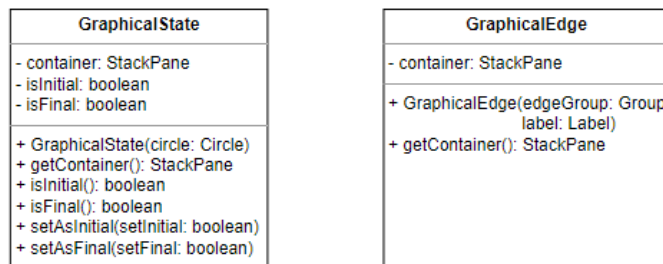 GraphicalState
- container: StackPane
- isInitial: boolean
- isFinal: boolean
+ GraphicalState(circle: Circle)
+ getContainer(): StackPane
+ isInitial(): boolean
+ isFinal(): boolean
+ setAsInitial(setInitial: boolean)
+ setAsFinal(setFinal: boolean)
GraphicalEdge
- container: StackPane
+ GraphicalEdge(edgeGroup: Group
label: Label)
+ getContainer(): StackPane